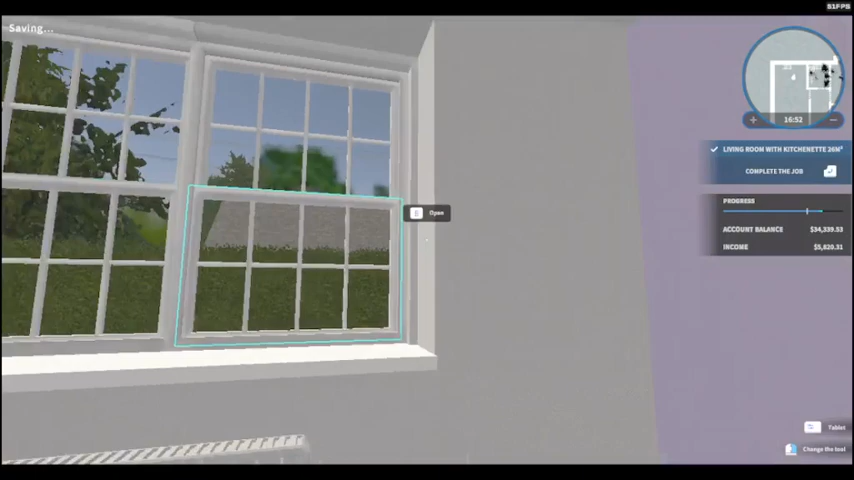 51FPS
Saving...
16:52
LIVING ROOM WITH KITCHENETTE 26M²
COMPLETE THE JOB
Open
PROGRESS
ACCOUNT BALANCE $34,339.53
INCOME $5,820.31
Tablet
Change the tool